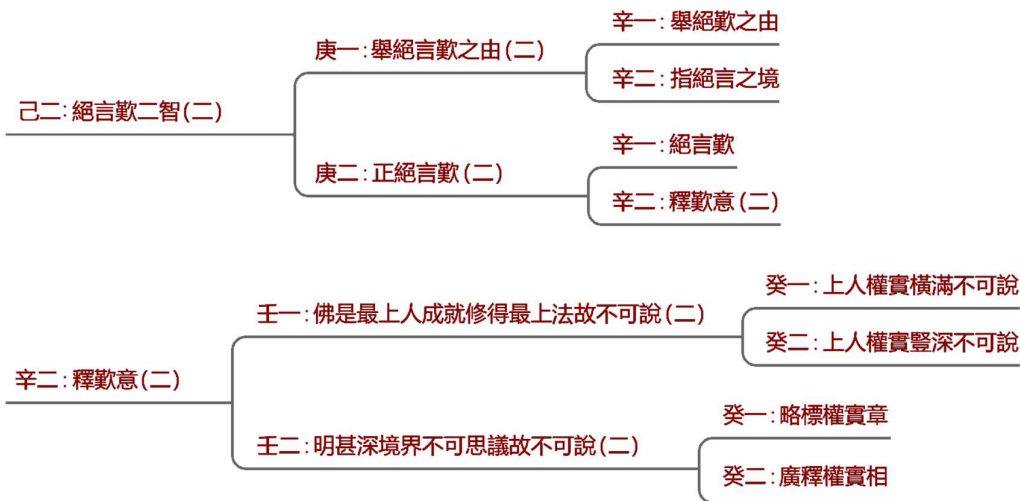 己二：絕言歎二智(二)
庚一：舉絕言歎之由(二)
辛一：舉絕歎之由
辛二：指絕言之境
庚二：正絕言歎(二)
辛一：絕言歎
辛二：釋歎意(二)
辛二：釋歎意(二)
壬一：佛是最上人成就修得最上法故不可說(二)
癸一：上人權實橫滿不可說
癸二：上人權實豎深不可說
壬二：明甚深境界不可思議故不可說(二)
癸一：略標權實章
癸二：廣釋權實相